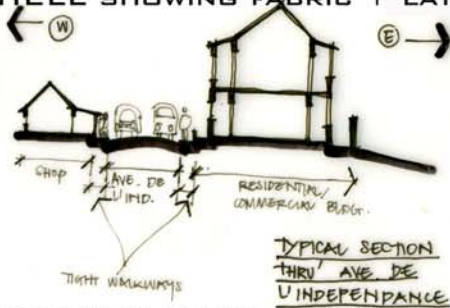 SHOWING FABRIC +
W
E
SHOP
AVE. DE
L'IND.
RESIDENTIAL/
COMMERCIAL BLDG.
TIGHT WALKWAYS
TYPICAL SECTION
THRU' AVE DE
L'INDEPENDANCE